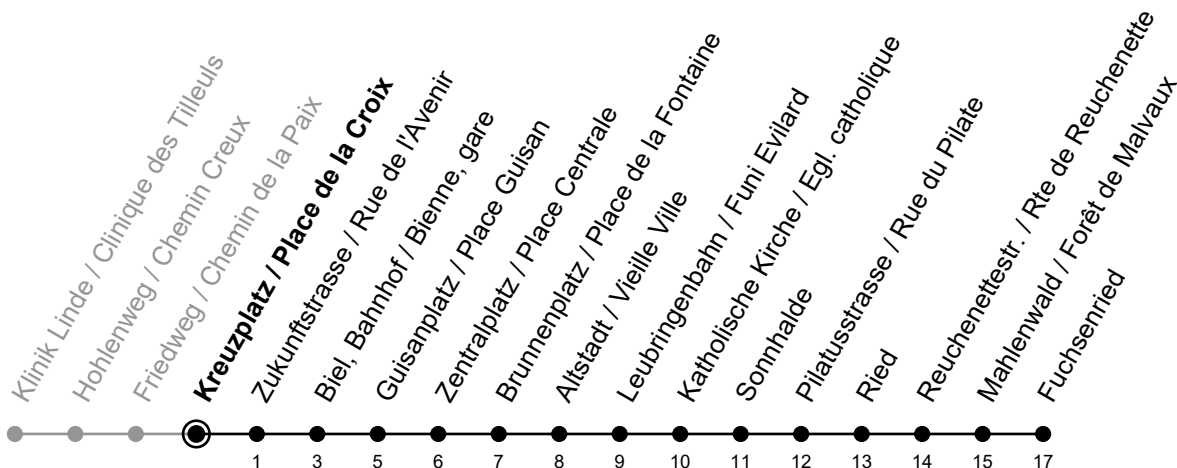 Klinik Linde / Clinique des Tilleuls
Hohlenweg / Chemin Creux
Friedweg / Chemin de la Paix
Kreuzplatz / Place de la Croix
Zukunftstrasse / Rue de l'Avenir
Biel, Bahnhof / Bienne, gare
Guisanplatz / Place Guisan
Zentralplatz / Place Centrale
Brunnenplatz / Place de la Fontaine
Altstadt / Vieille Ville
Leubringenbahn / Funi Evilard
Katholische Kirche / Egl. catholique
Sonnhalde
Pilatusstrasse / Rue du Pilate
Ried
Reuchenettestr. / Rte de Reuchenette
Mahlenwald / Forêt de Malvaux
Fuchsenried
1 3 5 6 7 8 9 10 11 12 13 14 15 17